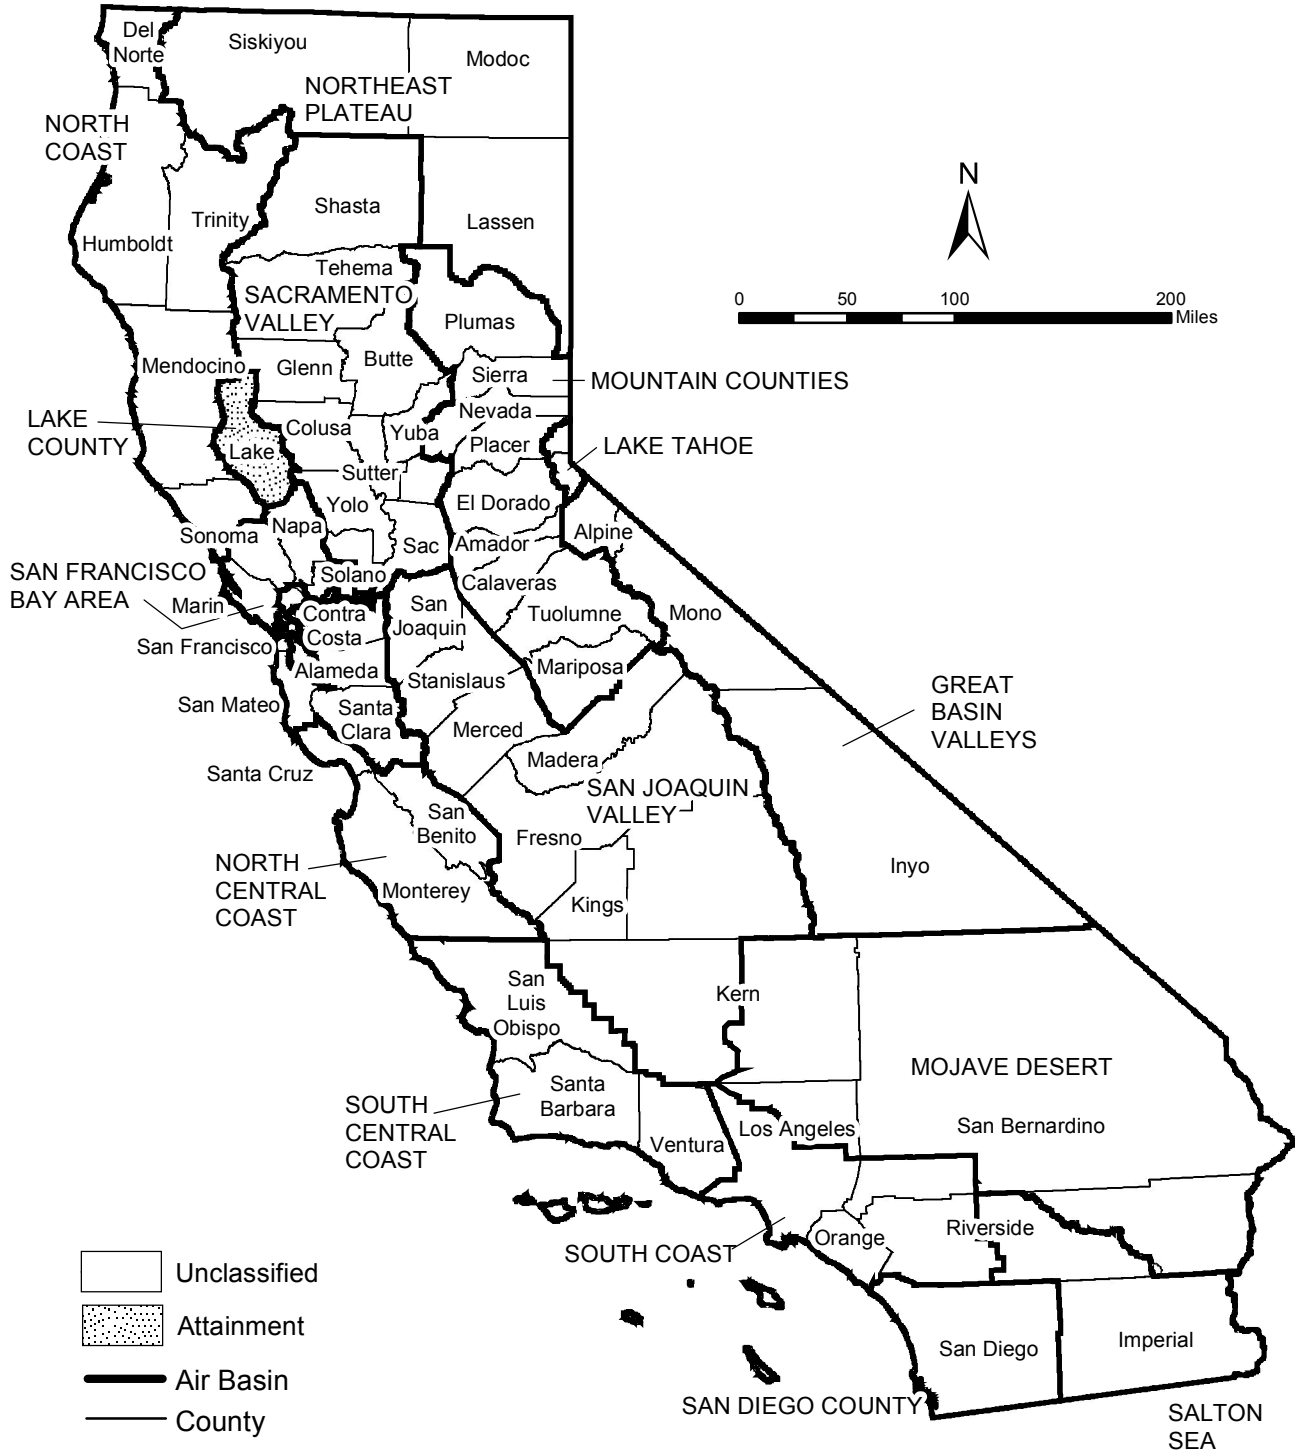 Del
Norte
Siskiyou
Modoc
NORTHEAST
PLATEAU
NORTH
COAST
N
Shasta
Trinity
Lassen
Humboldt
Tehema
SACRAMENTO
VALLEY
0 50 100 200
Miles
Plumas
Mendocino
Glenn
Butte
Sierra
MOUNTAIN COUNTIES
LAKE
COUNTY
Nevada
Colusa
Yuba
Placer
LAKE TAHOE
Lake
Sutter
Yolo
El Dorado
Napa
Sonoma
Sac
Amador
Alpine
SAN FRANCISCO
BAY AREA
Solano
Calaveras
Marin
Contra
Costa
San
Joaquin
Tuolumne
Mono
San Francisco
Alameda
Stanislaus
Mariposa
San Mateo
Santa
Clara
Merced
GREAT
BASIN
VALLEYS
Madera
Santa Cruz
SAN JOAQUIN
VALLEY
San
Benito
Fresno
NORTH
CENTRAL
COAST
Monterey
Kings
Inyo
San
Luis
Obispo
Kern
MOJAVE DESERT
Santa
Barbara
SOUTH
CENTRAL
COAST
Ventura
Los Angeles
San Bernardino
Riverside
Orange
SOUTH COAST
Unclassified
Attainment
Air Basin
County
San Diego
Imperial
SAN DIEGO COUNTY
SALTON
SEA